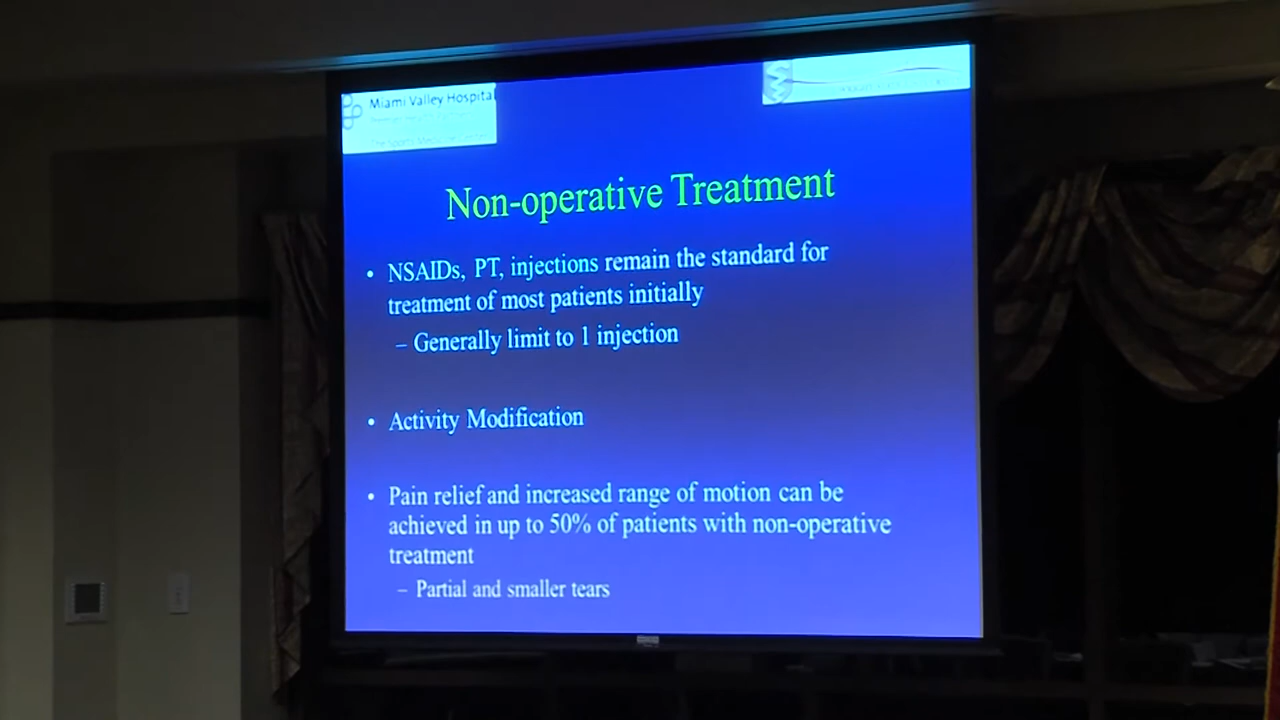 Miami Valley Hospital
Non-operative Treatment
• NSAIDs, PT, injections remain the standard for
treatment of most patients initially
– Generally limit to 1 injection
• Activity Modification
• Pain relief and increased range of motion can be
achieved in up to 50% of patients with non-operative
treatment
– Partial and smaller tears